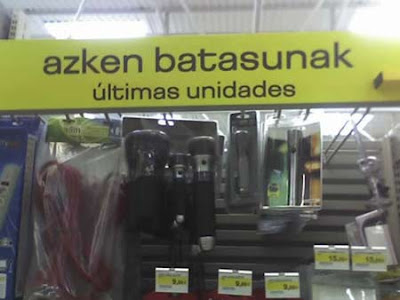 azken batasunak
últimas unidades